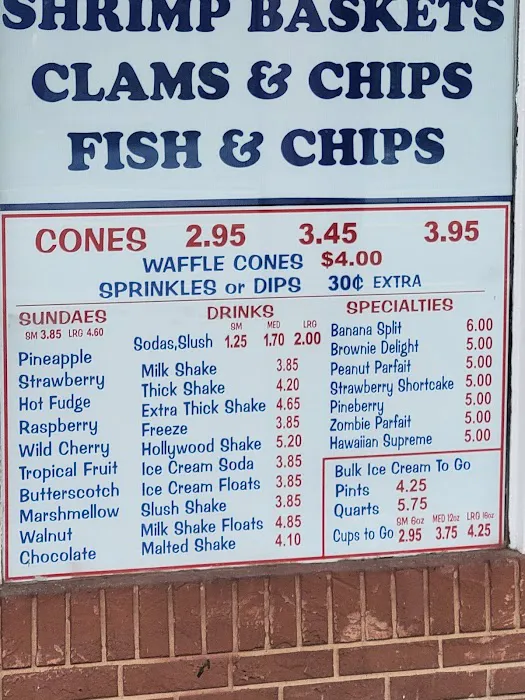 SHRIMP BASKETS
CLAMS & CHIPS
FISH & CHIPS
CONES 2.95 3.45 3.95
WAFFLE CONES $4.00
SPRINKLES or DIPS 30¢ EXTRA
SUNDAES
SM 3.85 LRG 4.60
Pineapple
Strawberry
Hot Fudge
Raspberry
Wild Cherry
Tropical Fruit
Butterscotch
Marshmellow
Walnut
Chocolate
DRINKS
SM MED LRG
Sodas,Slush 1.25 1.70 2.00
Milk Shake 3.85
Thick Shake 4.20
Extra Thick Shake 4.65
Freeze 3.85
Hollywood Shake 5.20
Ice Cream Soda 3.85
Ice Cream Floats 3.85
Slush Shake 3.85
Milk Shake Floats 4.85
Malted Shake 4.10
SPECIALTIES
Banana Split 6.00
Brownie Delight 5.00
Peanut Parfait 5.00
Strawberry Shortcake 5.00
Pineberry 5.00
Zombie Parfait 5.00
Hawaiian Supreme 5.00
Bulk Ice Cream To Go
Pints 4.25
Quarts 5.75
SM 6oz MED 12oz LRG 16oz
Cups to Go 2.95 3.75 4.25